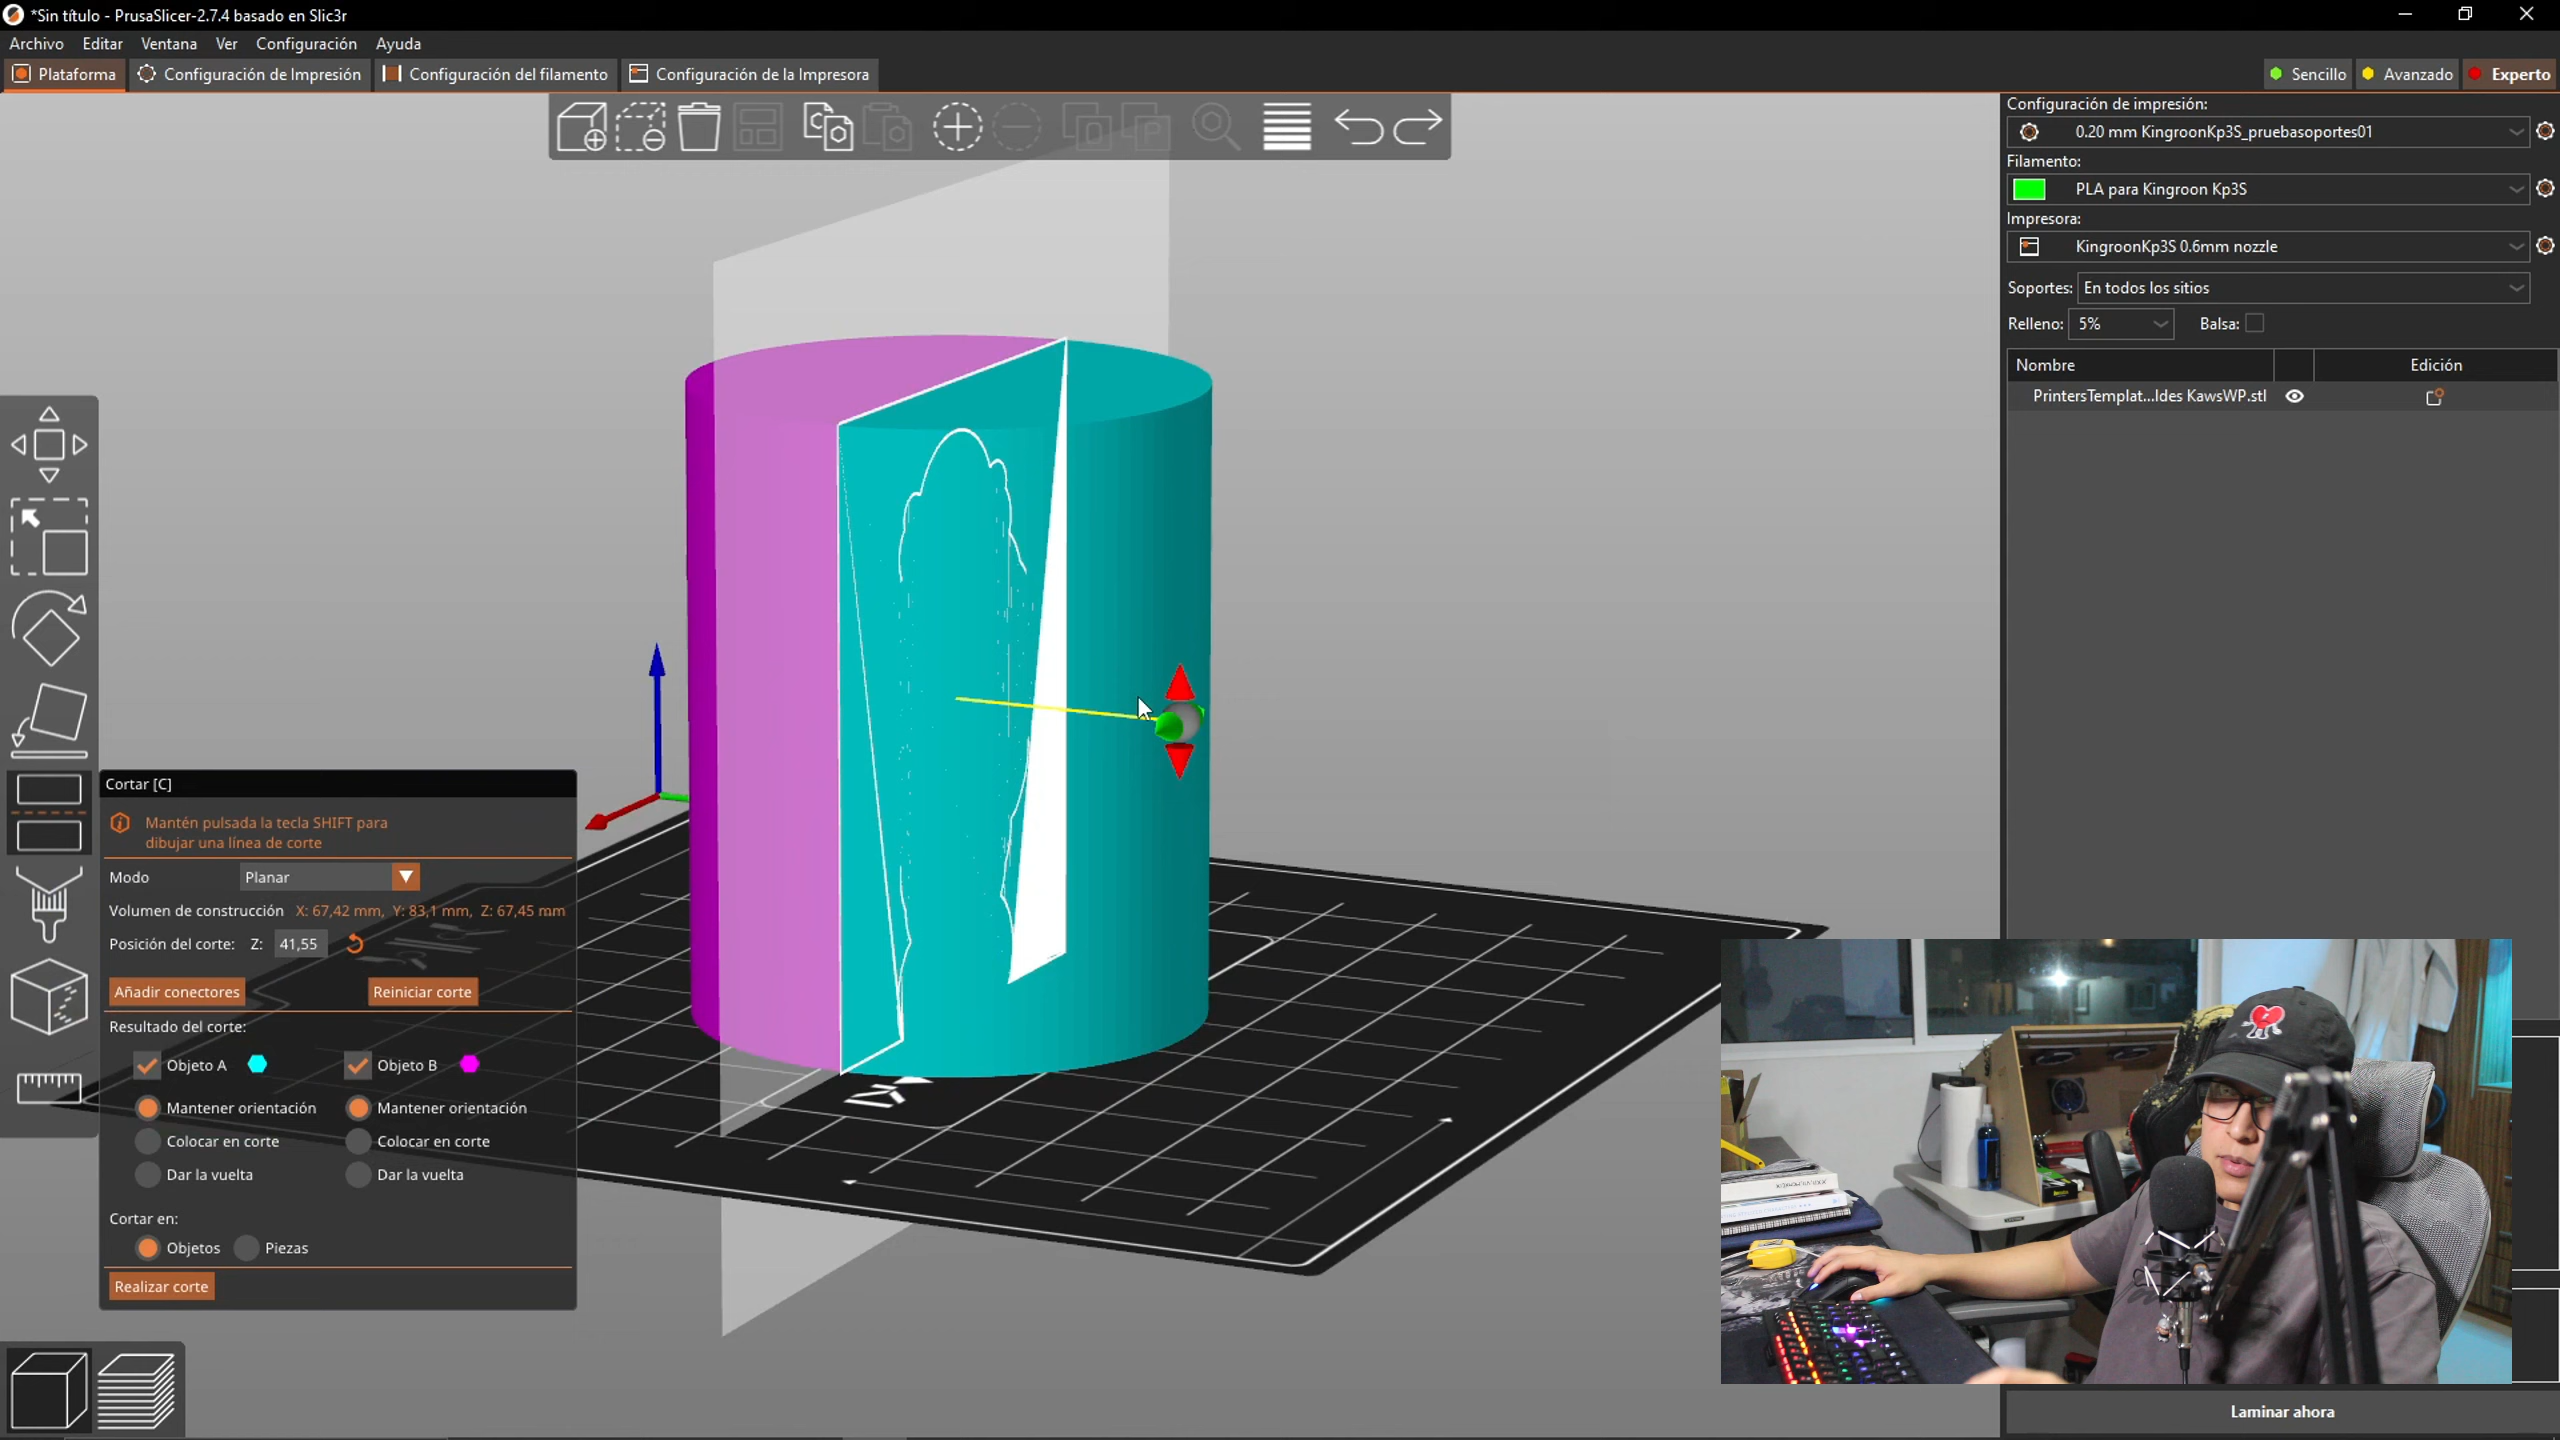 *Sin título - PrusaSlicer-2.7.4 basado en Slic3r
Archivo Editar Ventana Ver Configuración Ayuda
Plataforma Configuración de Impresión Configuración del filamento Configuración de la Impresora Sencillo Avanzado Experto
Configuración de impresión:
0.20 mm KingroonKp3S_pruebasoportes01
Filamento:
PLA para Kingroon Kp3S
Impresora:
KingroonKp3S 0.6mm nozzle
Soportes: En todos los sitios
Relleno: 5% Balsa:
Nombre Edición
PrintersTemplat...Ides KawsWP.stl
Cortar [C]
Mantén pulsada la tecla SHIFT para
dibujar una línea de corte
Modo Planar
Volumen de construcción X: 67,42 mm, Y: 83,1 mm, Z: 67,45 mm
Posición del corte: Z: 41,55
Añadir conectores Reiniciar corte
Resultado del corte:
Objeto A Objeto B
Mantener orientación Mantener orientación
Colocar en corte Colocar en corte
Dar la vuelta Dar la vuelta
Cortar en:
Objetos Piezas
Realizar corte
Laminar ahora